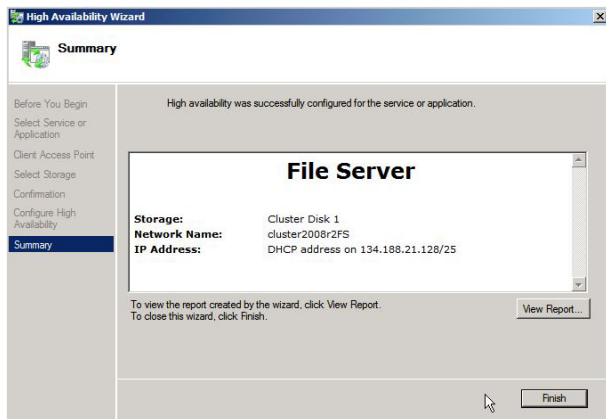 High Availability Wizard
Summary
Before You Begin
Select Service or
Application
Client Access Point
Select Storage
Confirmation
Configure High
Availability
Summary
High availability was successfully configured for the service or application.
File Server
Storage: Cluster Disk 1
Network Name: cluster2008r2FS
IP Address: DHCP address on 134.188.21.128/25
To view the report created by the wizard, click View Report.
To close this wizard, click Finish.
View Report...
Finish